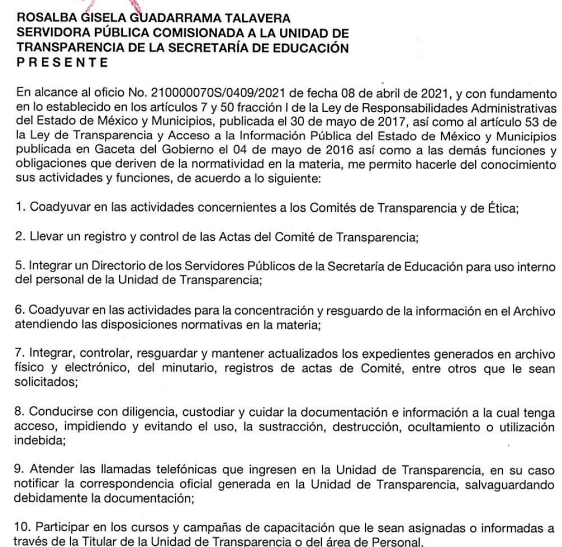 ROSALBA GISELA GUADARRAMA TALAVERA
SERVIDORA PÚBLICA COMISIONADA A LA UNIDAD DE
TRANSPARENCIA DE LA SECRETARÍA DE EDUCACIÓN
P R E S E N T E
En alcance al oficio No. 210000070S/0409/2021 de fecha 08 de abril de 2021, y con fundamento
en lo establecido en los artículos 7 y 50 fracción I de la Ley de Responsabilidades Administrativas
del Estado de México y Municipios, publicada el 30 de mayo de 2017, así como al artículo 53 de
la Ley de Transparencia y Acceso a la Información Pública del Estado de México y Municipios
publicada en Gaceta del Gobierno el 04 de mayo de 2016 así como a las demás funciones y
obligaciones que deriven de la normatividad en la materia, me permito hacerle del conocimiento
sus actividades y funciones, de acuerdo a lo siguiente:
1. Coadyuvar en las actividades concernientes a los Comités de Transparencia y de Ética;
2. Llevar un registro y control de las Actas del Comité de Transparencia;
5. Integrar un Directorio de los Servidores Públicos de la Secretaría de Educación para uso interno
del personal de la Unidad de Transparencia;
6. Coadyuvar en las actividades para la concentración y resguardo de la información en el Archivo
atendiendo las disposiciones normativas en la materia;
7. Integrar, controlar, resguardar y mantener actualizados los expedientes generados en archivo
físico y electrónico, del minutario, registros de actas de Comité, entre otros que le sean
solicitados;
8. Conducirse con diligencia, custodiar y cuidar la documentación e información a la cual tenga
acceso, impidiendo y evitando el uso, la sustracción, destrucción, ocultamiento o utilización
indebida;
9. Atender las llamadas telefónicas que ingresen en la Unidad de Transparencia, en su caso
notificar la correspondencia oficial generada en la Unidad de Transparencia, salvaguardando
debidamente la documentación;
10. Participar en los cursos y campañas de capacitación que le sean asignadas o informadas a
través de la Titular de la Unidad de Transparencia o del área de Personal.